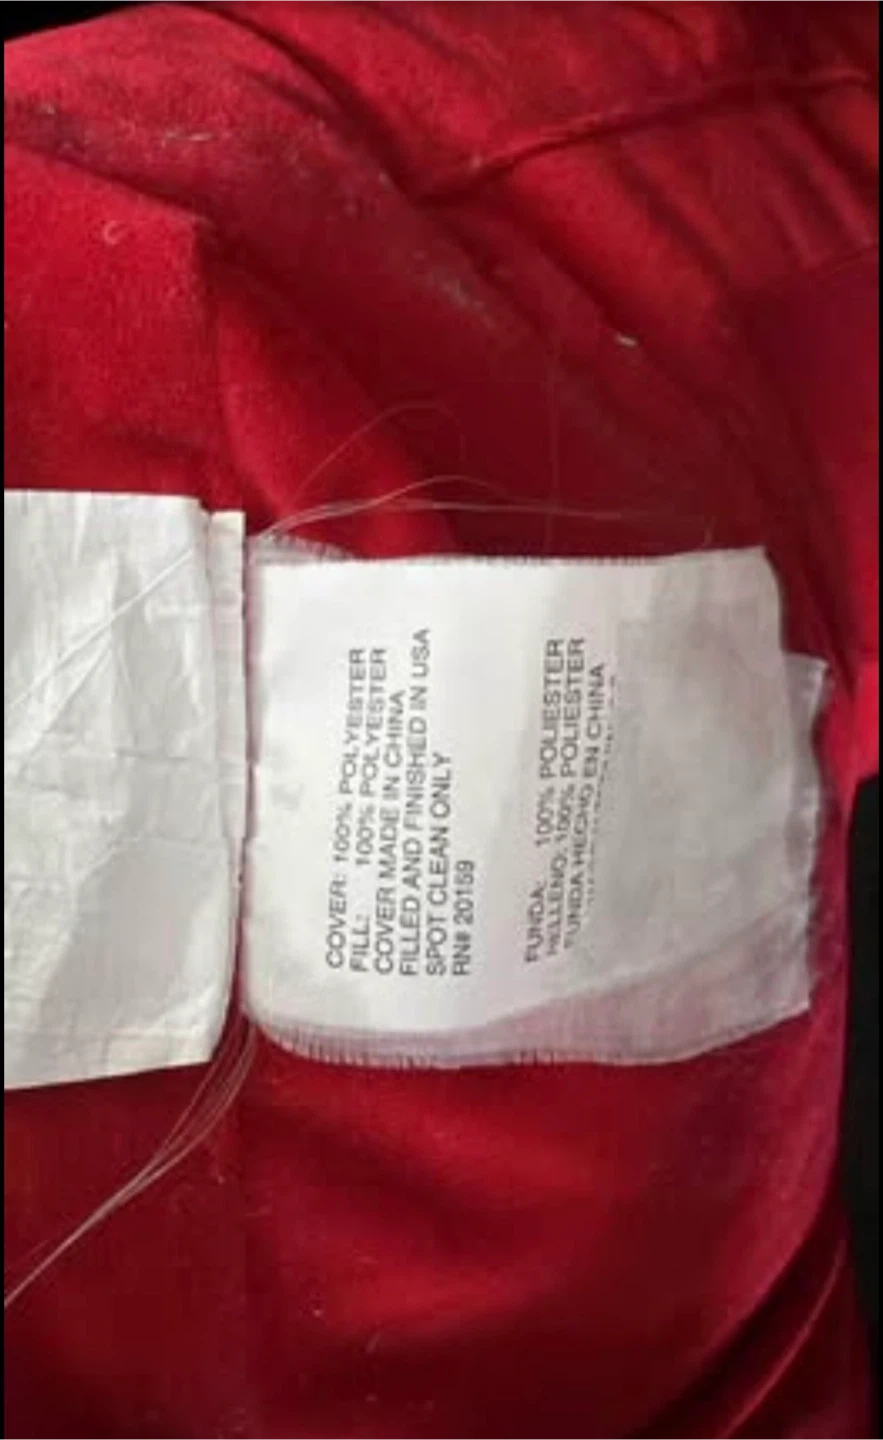 COVER: 100% POLYESTER
FILL: 100% POLYESTER
COVER MADE IN CHINA
FILLED AND FINISHED IN USA
SPOT CLEAN ONLY
RN# 20159
FUNDA: 100% POLIESTER
RELLENO: 100% POLIESTER
FUNDA HECHO EN CHINA